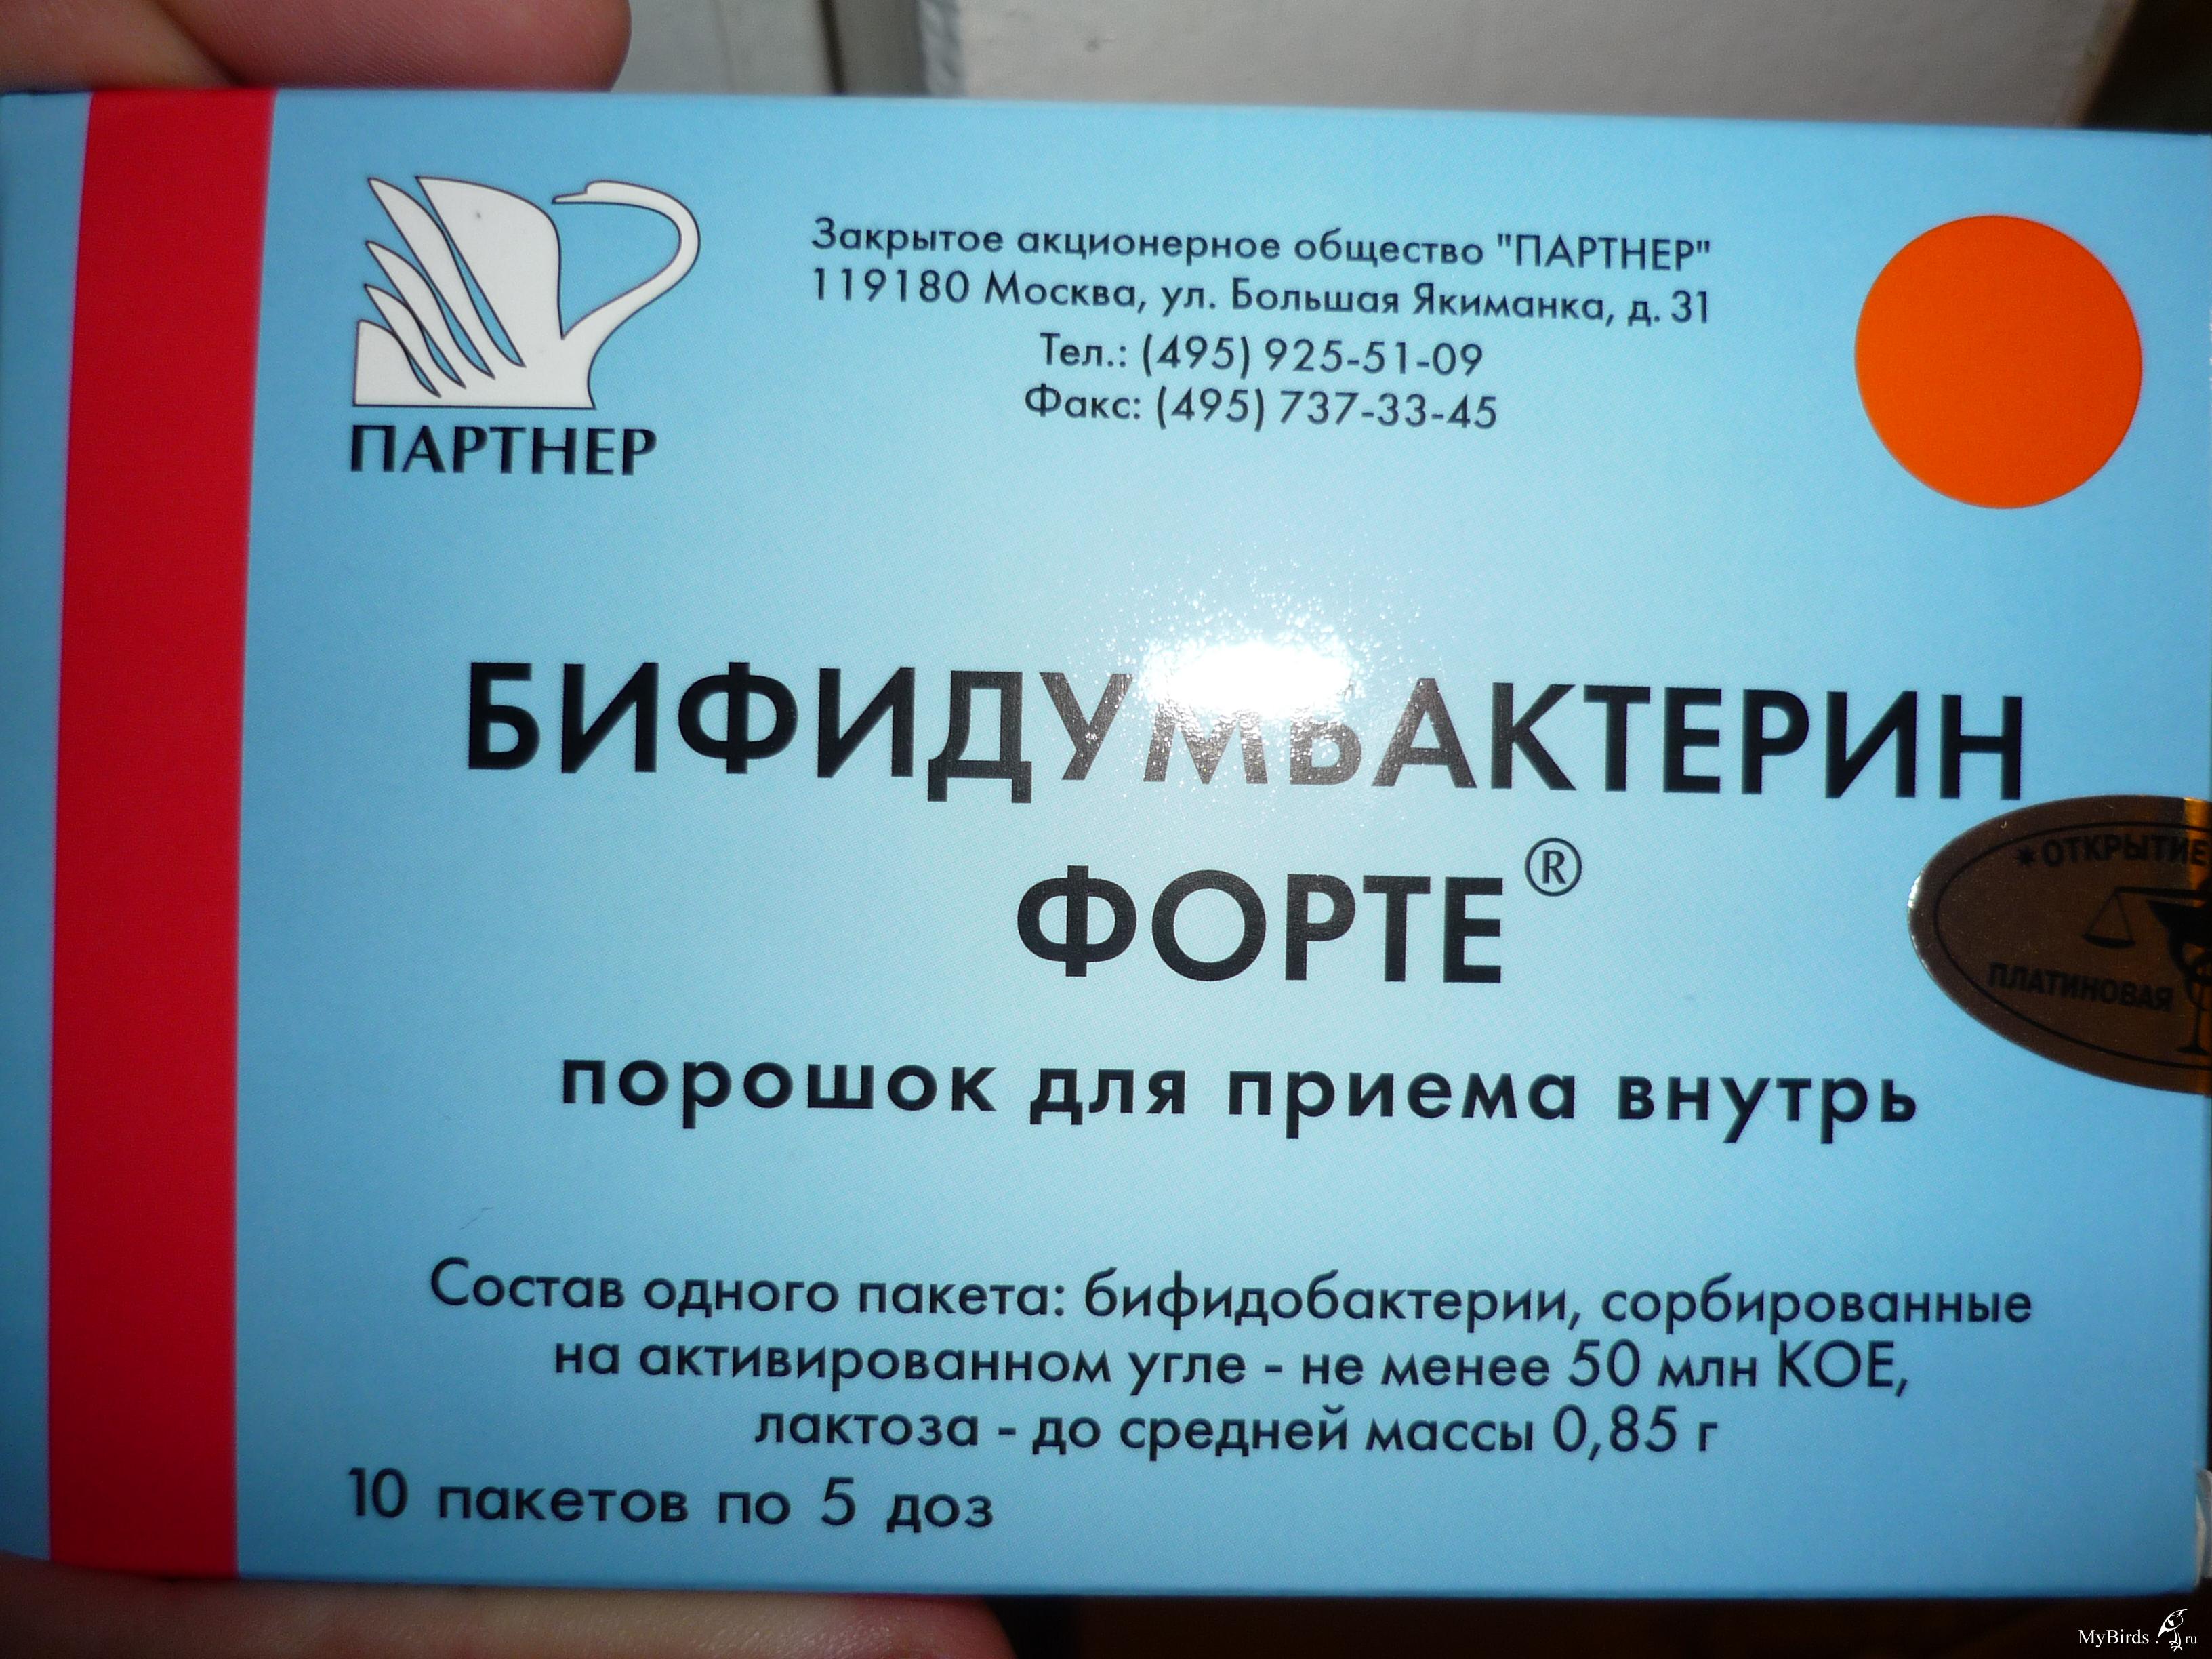 ПАРТНЕР
Закрытое акционерное общество "ПАРТНЕР"
119180 Москва, ул. Большая Якиманка, д. 31
Тел.: (495) 925-51-09
Факс: (495) 737-33-45
БИФИДУМБАКТЕРИН
ФОРТЕ®
порошок для приема внутрь
* ОТКРЫТИЕ
ПЛАТИНОВАЯ
Состав одного пакета: бифидобактерии, сорбированные
на активированном угле - не менее 50 млн КОЕ,
лактоза - до средней массы 0,85 г
10 пакетов по 5 доз
MyBirds.ru